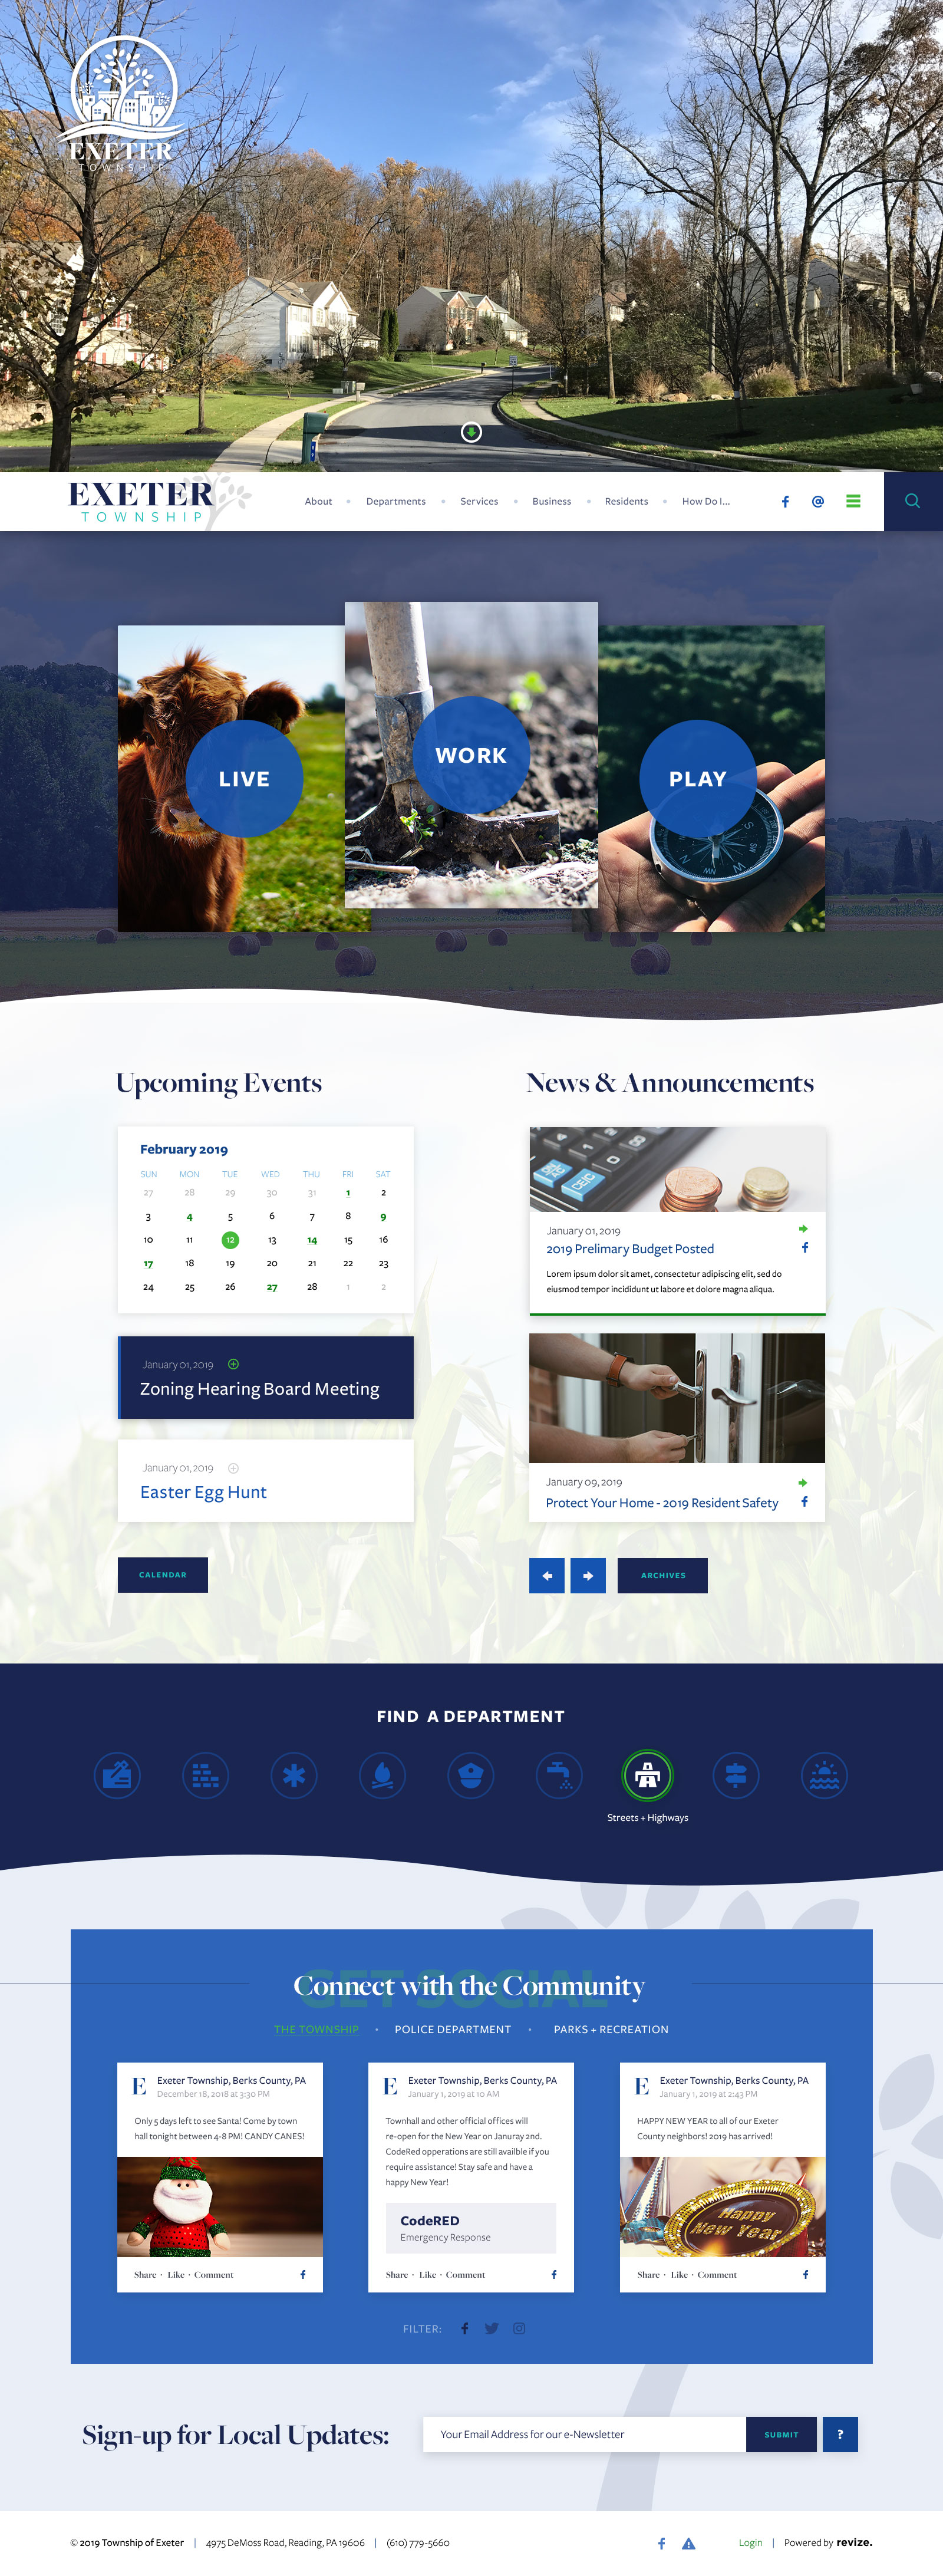 EXETER
TOWNSHIP
EXETER
TOWNSHIP
About • Departments • Services • Business • Residents • How Do I...
LIVE
WORK
PLAY
Upcoming Events
February 2019
SUN MON TUE WED THU FRI SAT
27 28 29 30 31 1 2
3 4 5 6 7 8 9
10 11 12 13 14 15 16
17 18 19 20 21 22 23
24 25 26 27 28 1 2
January 01, 2019
Zoning Hearing Board Meeting
January 01, 2019
Easter Egg Hunt
CALENDAR
News & Announcements
January 01, 2019
2019 Prelimary Budget Posted
Lorem ipsum dolor sit amet, consectetur adipiscing elit, sed do
eiusmod tempor incididunt ut labore et dolore magna aliqua.
January 09, 2019
Protect Your Home - 2019 Resident Safety
ARCHIVES
FIND A DEPARTMENT
Streets + Highways
GET SOCIAL
Connect with the Community
THE TOWNSHIP • POLICE DEPARTMENT • PARKS + RECREATION
E
Exeter Township, Berks County, PA
December 18, 2018 at 3:30 PM
Only 5 days left to see Santa! Come by town
hall tonight between 4-8 PM! CANDY CANES!
Share · Like · Comment
E
Exeter Township, Berks County, PA
January 1, 2019 at 10 AM
Townhall and other official offices will
re-open for the New Year on Januray 2nd.
CodeRed opperations are still availble if you
require assistance! Stay safe and have a
happy New Year!
CodeRED
Emergency Response
Share · Like · Comment
E
Exeter Township, Berks County, PA
January 1, 2019 at 2:43 PM
HAPPY NEW YEAR to all of our Exeter
County neighbors! 2019 has arrived!
Happy
New Year
Share · Like · Comment
FILTER:
Sign-up for Local Updates:
Your Email Address for our e-Newsletter
SUBMIT
?
© 2019 Township of Exeter | 4975 DeMoss Road, Reading, PA 19606 | (610) 779-5660
Login | Powered by revize.